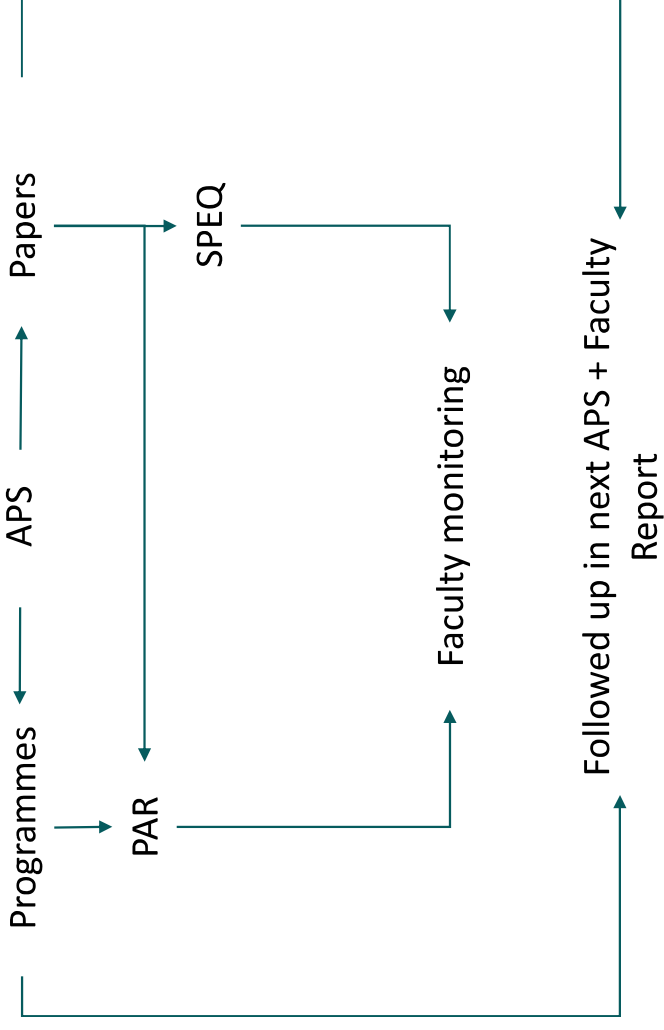 Programmes
APS
Papers
PAR
SPEQ
Faculty monitoring
Followed up in next APS + Faculty
Report